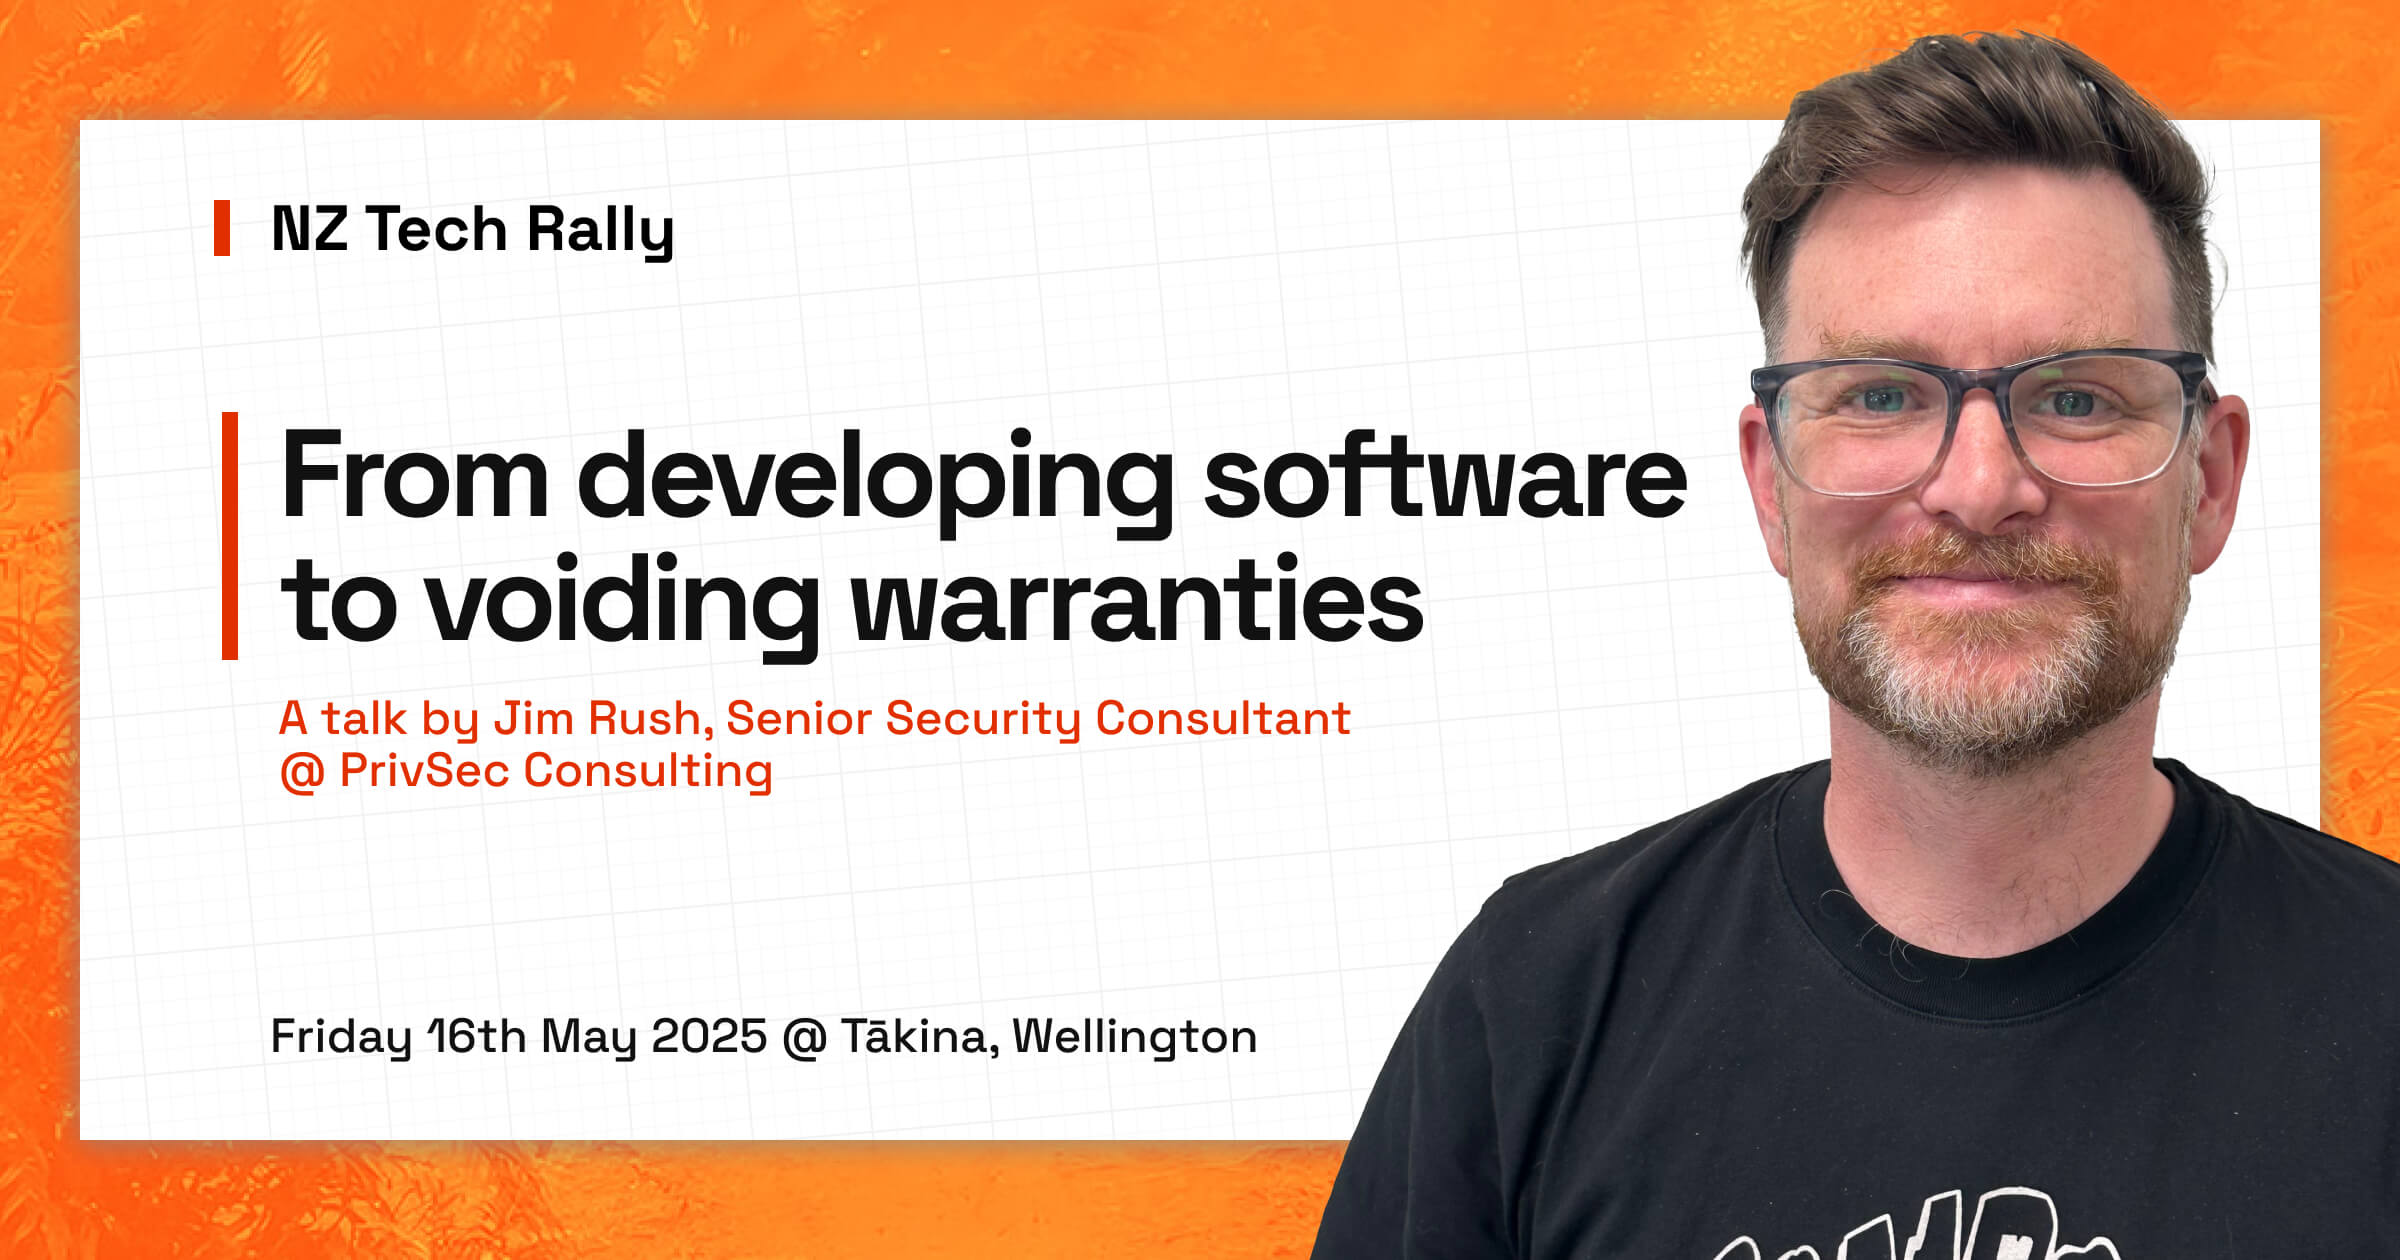 NZ Tech Rally
From developing software
to voiding warranties
A talk by Jim Rush, Senior Security Consultant
@ PrivSec Consulting
Friday 16th May 2025 @ Tākina, Wellington